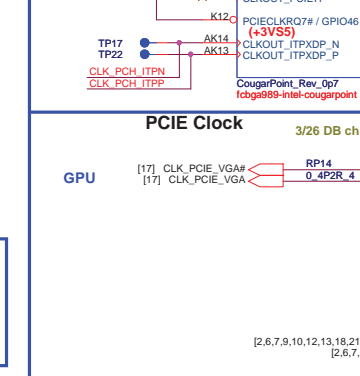 K12 PCIECLKRQ7# / GPIO46
(+3VS5)
TP17 AK14 CLKOUT_ITPXDP_N
TP22 AK13 CLKOUT_ITPXDP_P
CLK_PCH_ITPN
CLK_PCH_ITPP CougarPoint_Rev_0p7
fcbga989-intel-cougarpoint
PCIE Clock
3/26 DB ch
GPU [17] CLK_PCIE_VGA# RP14
[17] CLK_PCIE_VGA 0_4P2R_4
[2,6,7,9,10,12,13,18,21
[2,6,7,